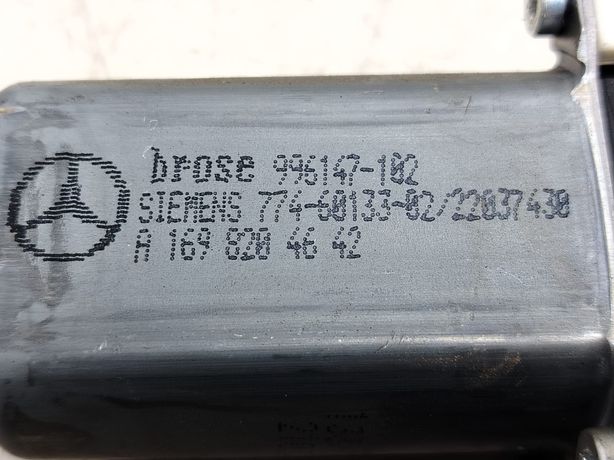 brose 996147-102
SIEMENS 774-00133-02/22037430
A 169 820 46 42